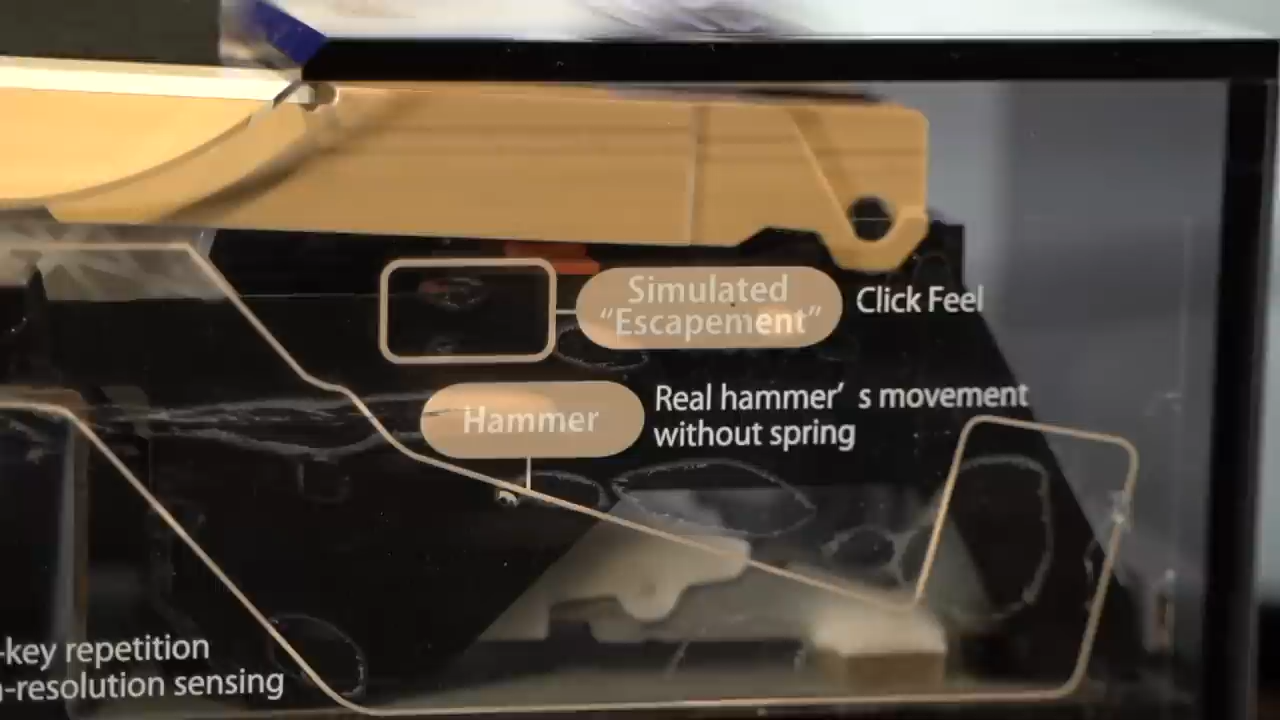 Simulated
“Escapement”
Click Feel
Hammer
Real hammer’ s movement
without spring
-key repetition
-resolution sensing